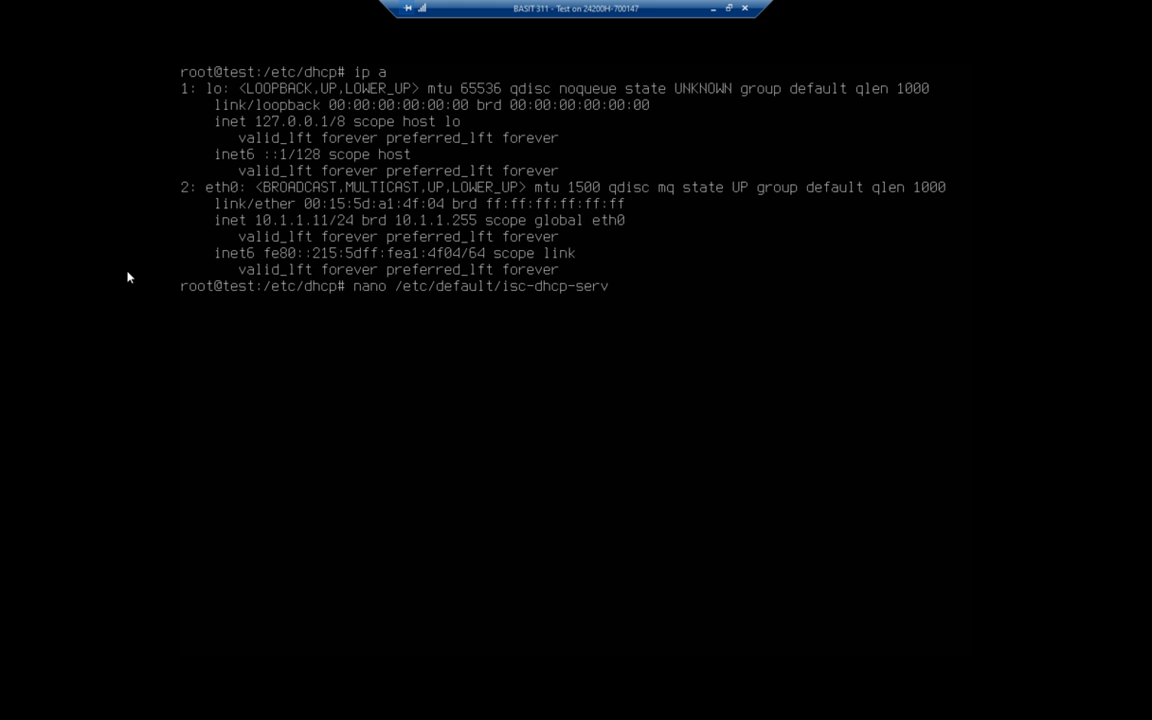 BASIT 311 - Test on 24200H-700147
root@test:/etc/dhcp# ip a
1: lo: <LOOPBACK,UP,LOWER_UP> mtu 65536 qdisc noqueue state UNKNOWN group default qlen 1000
    link/loopback 00:00:00:00:00:00 brd 00:00:00:00:00:00
    inet 127.0.0.1/8 scope host lo
       valid_lft forever preferred_lft forever
    inet6 ::1/128 scope host
       valid_lft forever preferred_lft forever
2: eth0: <BROADCAST,MULTICAST,UP,LOWER_UP> mtu 1500 qdisc mq state UP group default qlen 1000
    link/ether 00:15:5d:a1:4f:04 brd ff:ff:ff:ff:ff:ff
    inet 10.1.1.11/24 brd 10.1.1.255 scope global eth0
       valid_lft forever preferred_lft forever
    inet6 fe80::215:5dff:fea1:4f04/64 scope link
       valid_lft forever preferred_lft forever
root@test:/etc/dhcp# nano /etc/default/isc-dhcp-serv